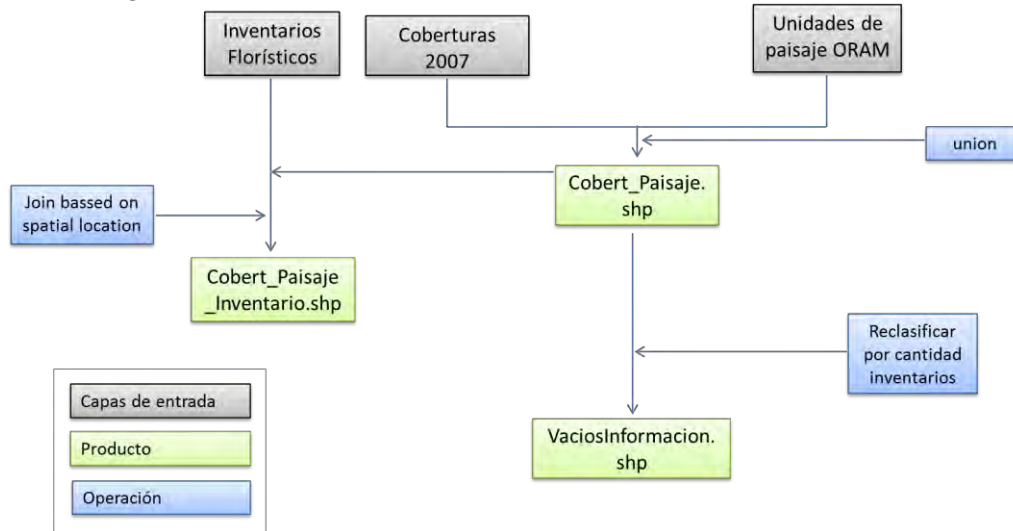 Inventarios
Florísticos
Coberturas
2007
Unidades de
paisaje ORAM
union
Cobert_Paisaje.
shp
Join bassed on
spatial location
Cobert_Paisaje
_Inventario.shp
Reclasificar
por cantidad
inventarios
Capas de entrada
Producto
Operación
VaciosInformacion.
shp